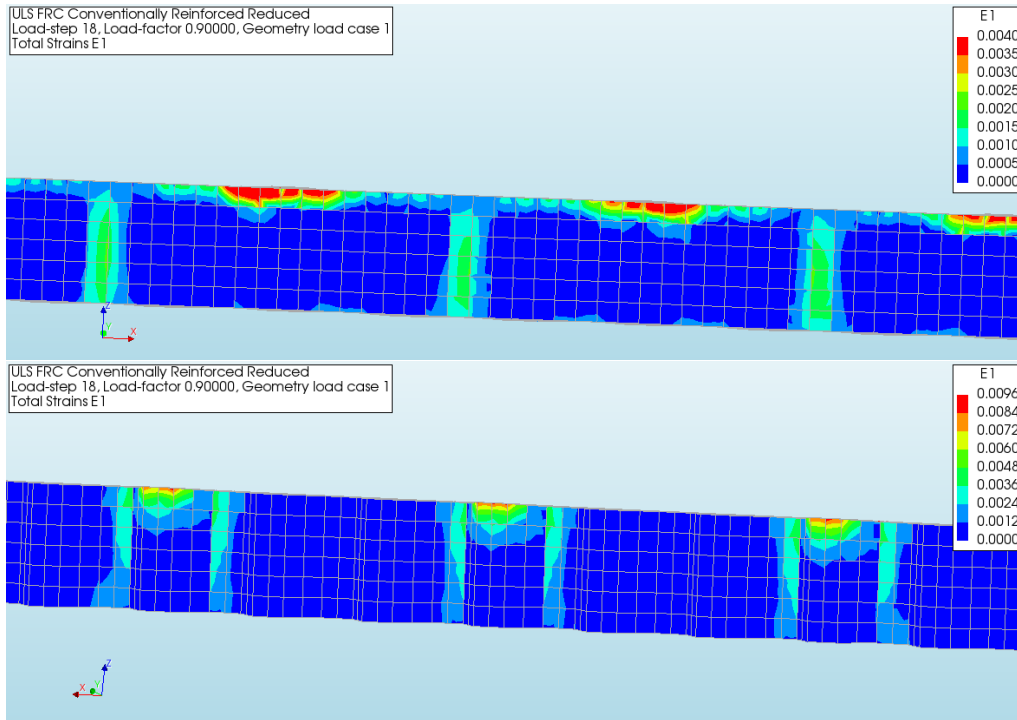 ULS FRC Conventionally Reinforced Reduced
Load-step 18, Load-factor 0.90000, Geometry load case 1
Total Strains E1
E1
0.0040
0.0035
0.0030
0.0025
0.0020
0.0015
0.0010
0.0005
0.0000
Z
Y
X
ULS FRC Conventionally Reinforced Reduced
Load-step 18, Load-factor 0.90000, Geometry load case 1
Total Strains E1
E1
0.0096
0.0084
0.0072
0.0060
0.0048
0.0036
0.0024
0.0012
0.0000
Z
X
Y